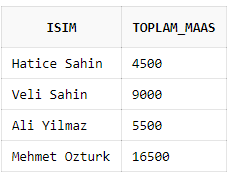 ISIM TOPLAM_MAAS
Hatice Sahin 4500
Veli Sahin 9000
Ali Yilmaz 5500
Mehmet Ozturk 16500